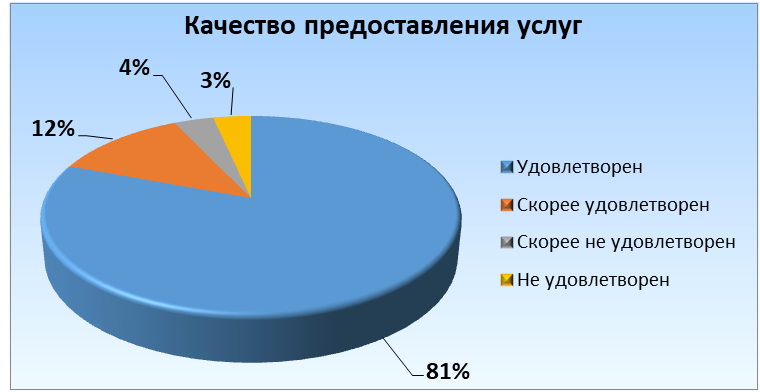 Качество предоставления услуг
4%
3%
12%
81%
Удовлетворен
Скорее удовлетворен
Скорее не удовлетворен
Не удовлетворен